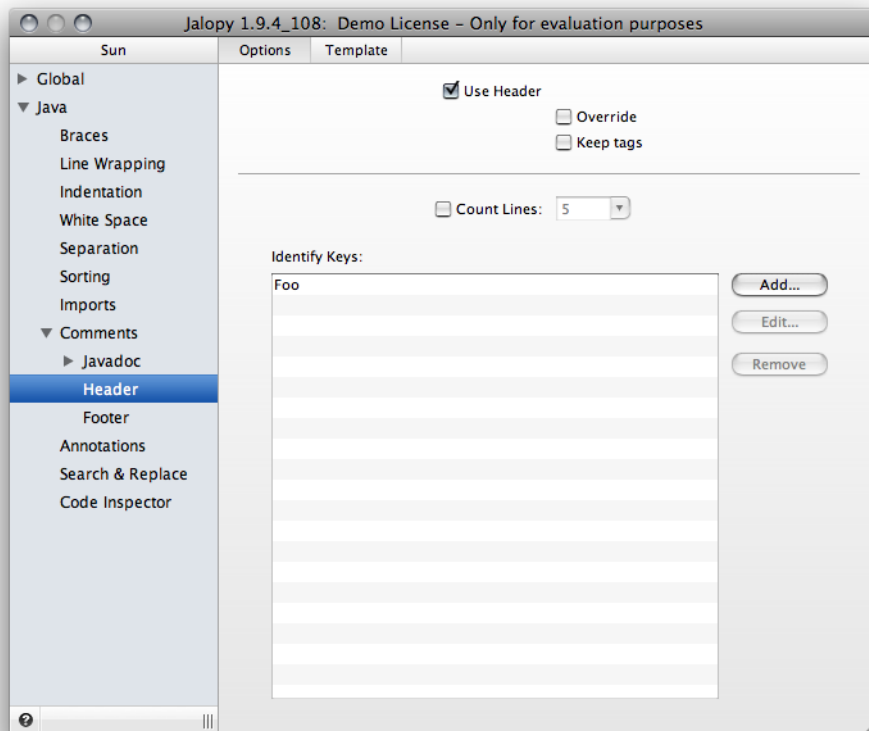 Jalopy 1.9.4_108:  Demo License – Only for evaluation purposes
Sun
Options
Template
Global
Java
Braces
Line Wrapping
Indentation
White Space
Separation
Sorting
Imports
Comments
Javadoc
Header
Footer
Annotations
Search & Replace
Code Inspector
Use Header
Override
Keep tags
Count Lines: 5
Identify Keys:
Foo
Add...
Edit...
Remove
?